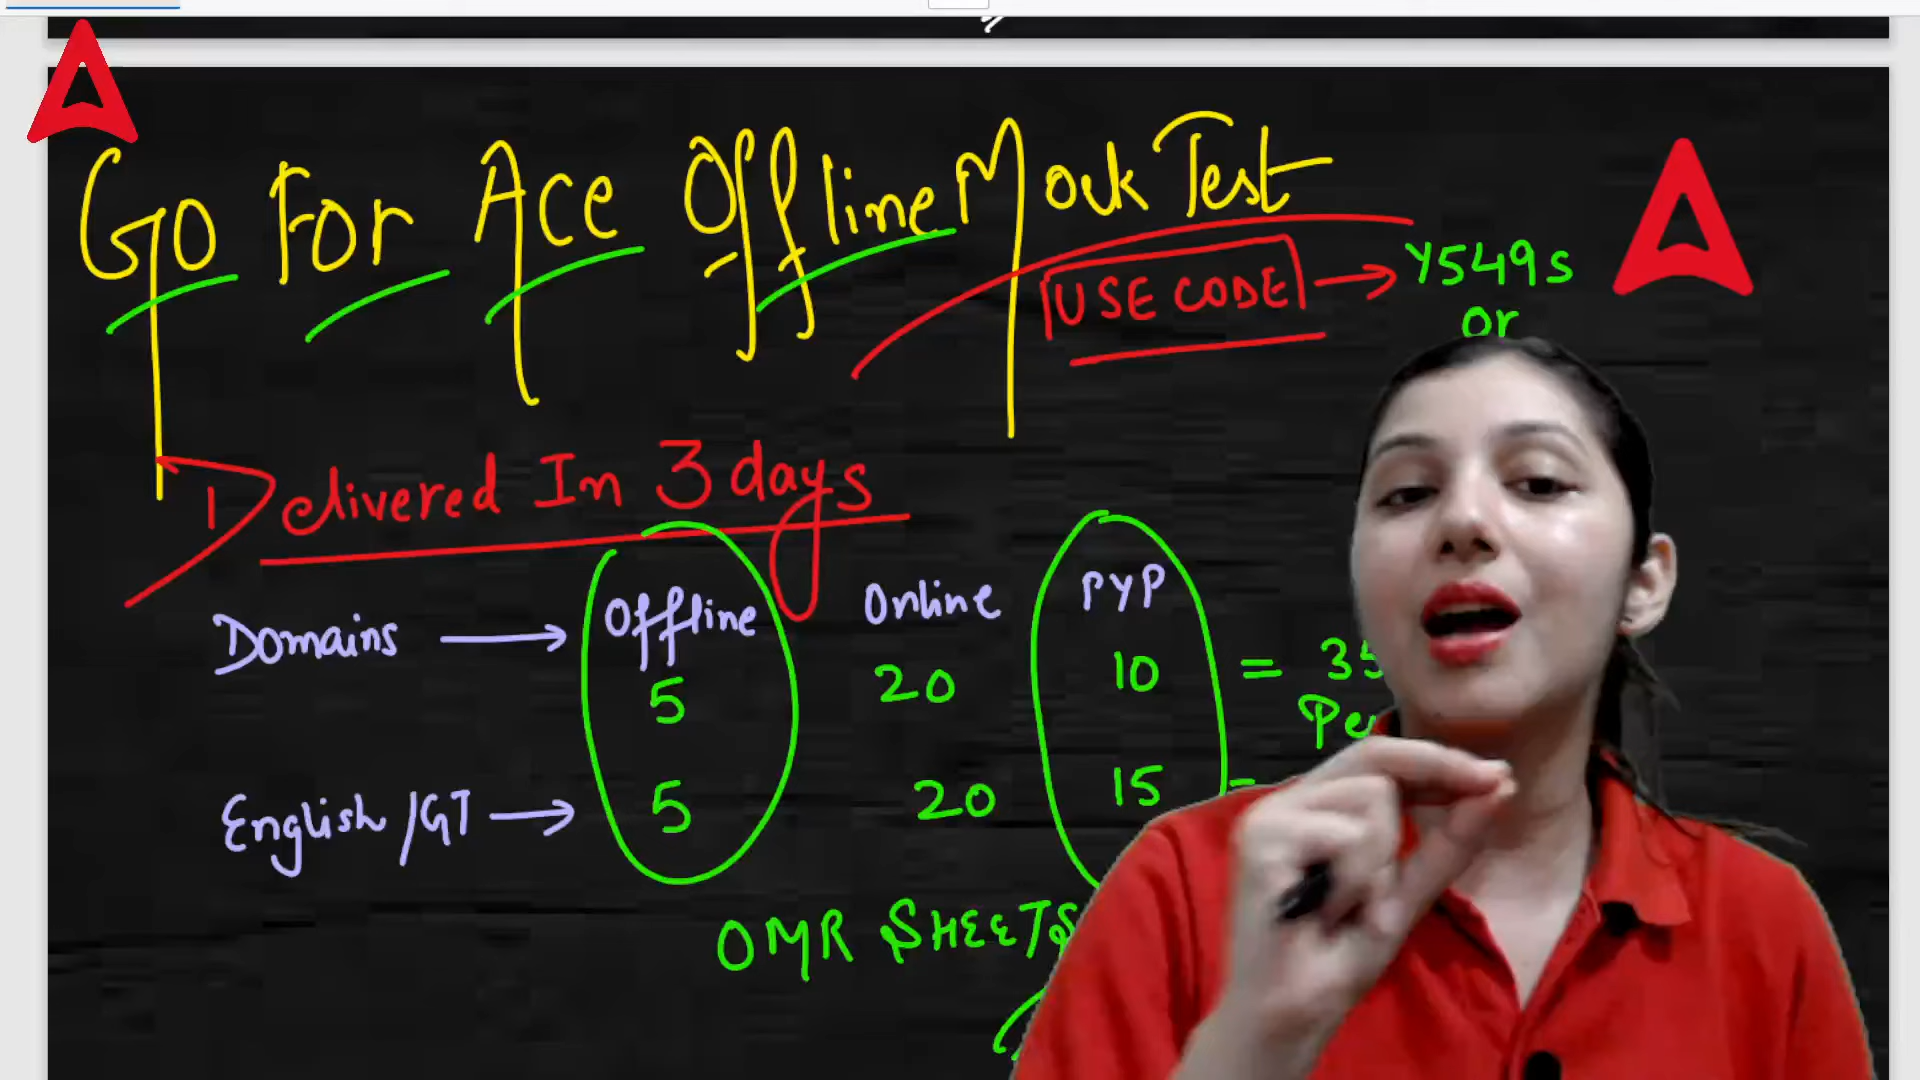 Go For Ace Offline Mock Test
USE CODE → Y549s
or
Delivered In 3 days
Domains → Offline Online PYP
5 20 10 = 35
English/GT → 5 20 15 =
OMR SHEETS